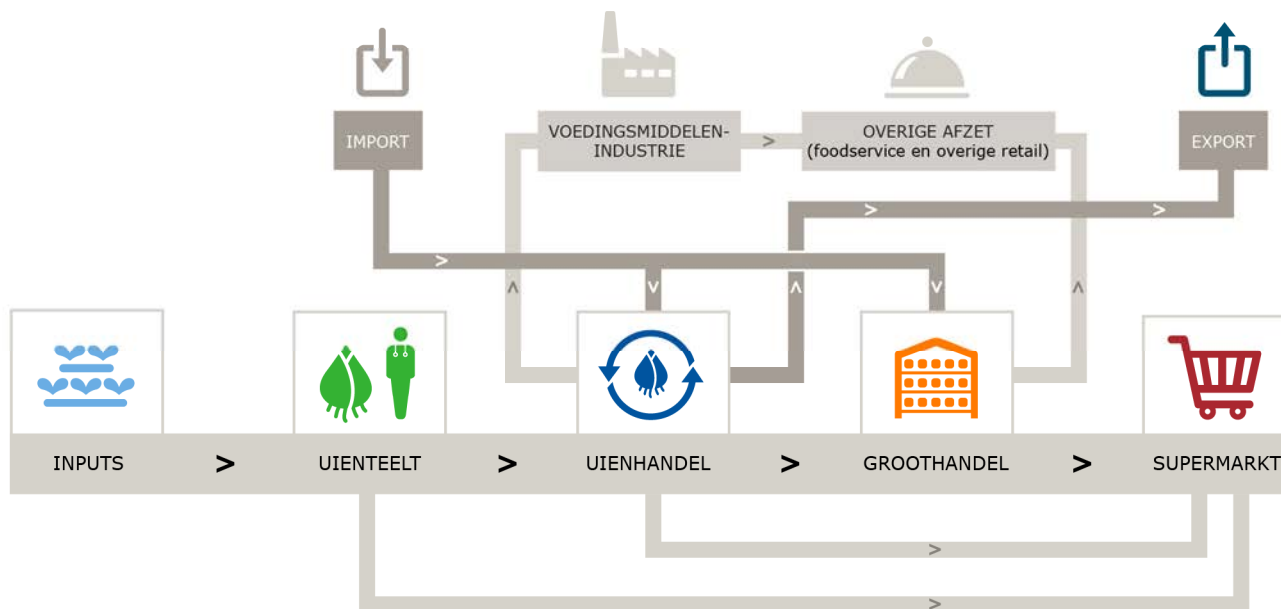 IMPORT
VOEDINGSMIDDELEN-
INDUSTRIE
>
OVERIGE AFZET
(foodservice en overige retail)
EXPORT
> >
>
> > > > >
INPUTS > UIENTEELT > UIENHANDEL > GROOTHANDEL > SUPERMARKT
>
>